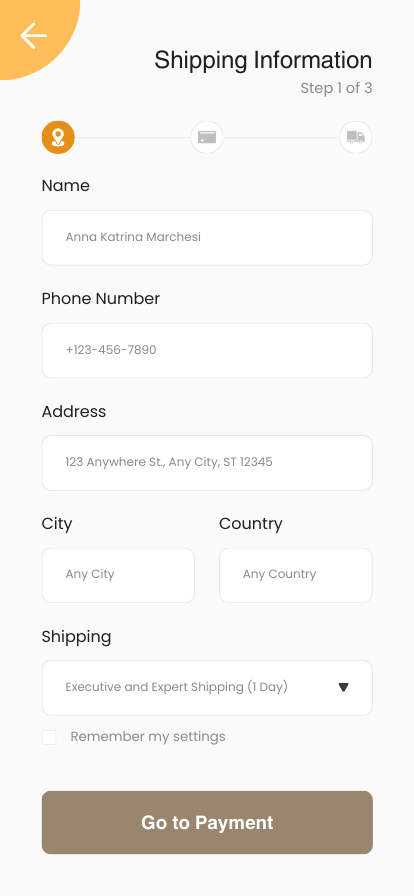 Shipping Information
Step 1 of 3
Name
Anna Katrina Marchesi
Phone Number
+123-456-7890
Address
123 Anywhere St., Any City, ST 12345
City
Country
Any City
Any Country
Shipping
Executive and Expert Shipping (1 Day)
Remember my settings
Go to Payment